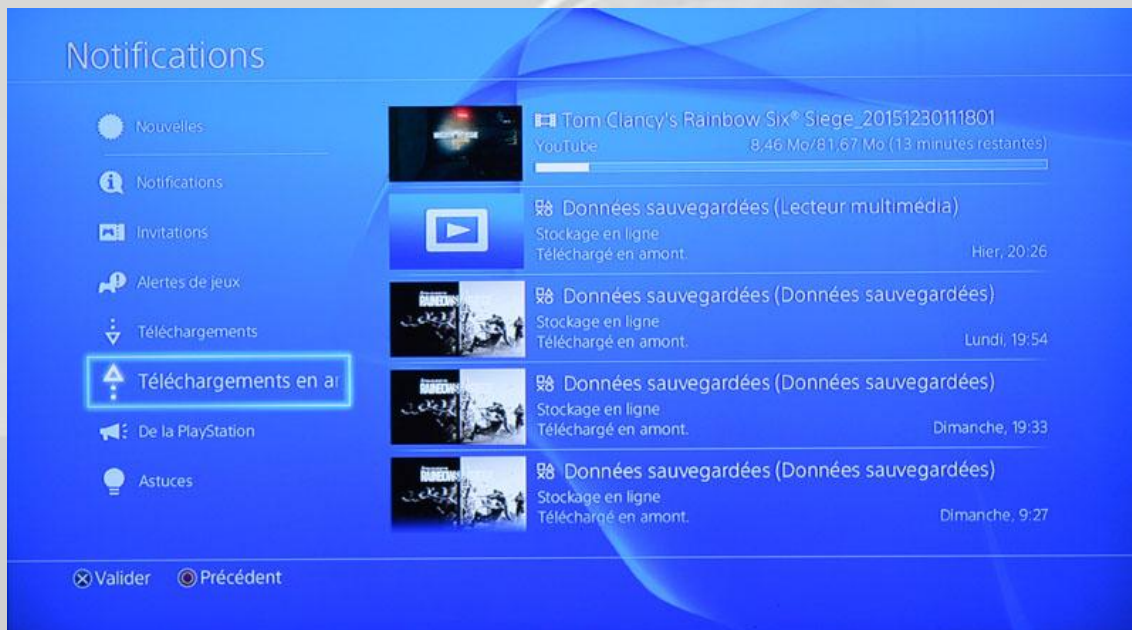 Notifications
Nouvelles
Notifications
Invitations
Alertes de jeux
Téléchargements
Téléchargements en a
De la PlayStation
Astuces
Tom Clancy's Rainbow Six® Siege_20151230111801
YouTube 8,46 Mo/81,67 Mo (13 minutes restantes)
Données sauvegardées (Lecteur multimédia)
Stockage en ligne
Téléchargé en amont. Hier, 20:26
Données sauvegardées (Données sauvegardées)
Stockage en ligne
Téléchargé en amont. Lundi, 19:54
Données sauvegardées (Données sauvegardées)
Stockage en ligne
Téléchargé en amont. Dimanche, 19:33
Données sauvegardées (Données sauvegardées)
Stockage en ligne
Téléchargé en amont. Dimanche, 9:27
Valider Précédent